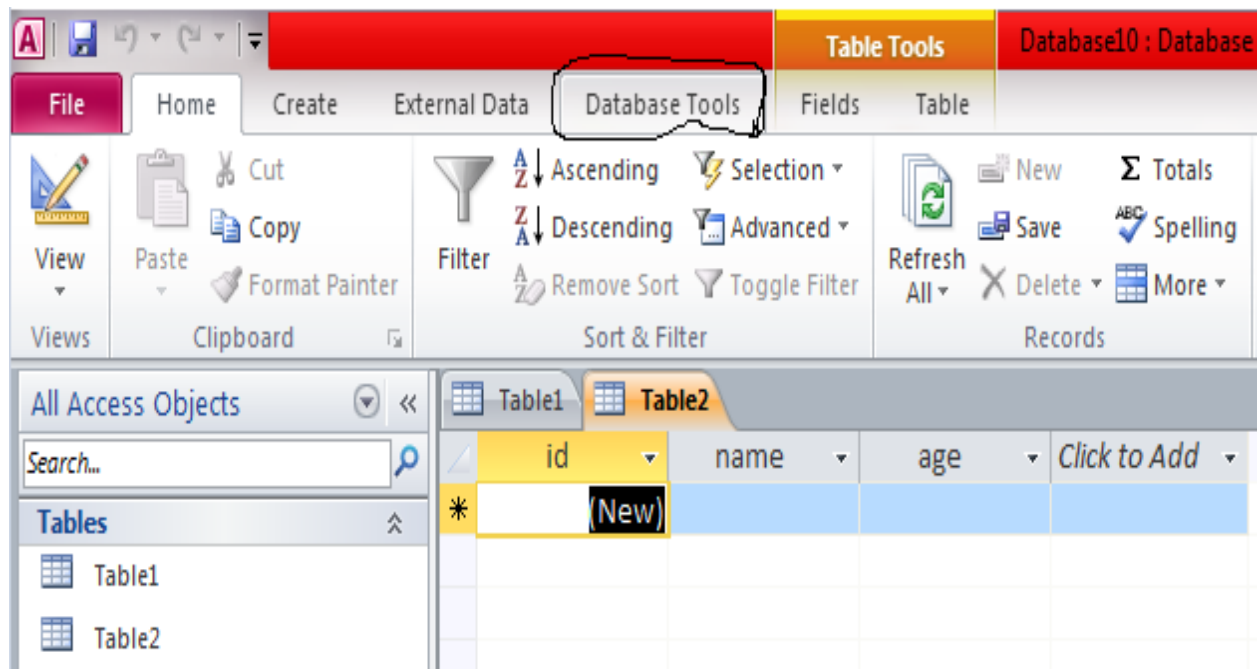 A
Table Tools Database10 : Database
File Home Create External Data Database Tools Fields Table
Cut Ascending Selection New Σ Totals
Copy Descending Advanced Save ABC Spelling
View Paste Format Painter Filter Remove Sort Toggle Filter Refresh All Delete More
Views Clipboard Sort & Filter Records
All Access Objects « Table1 Table2
Search... id name age Click to Add
Tables * (New)
Table1
Table2